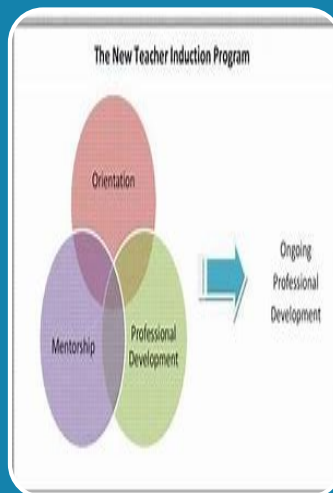 The New Teacher Induction Program
Orientation
Mentorship
Professional
Development
Ongoing
Professional
Development